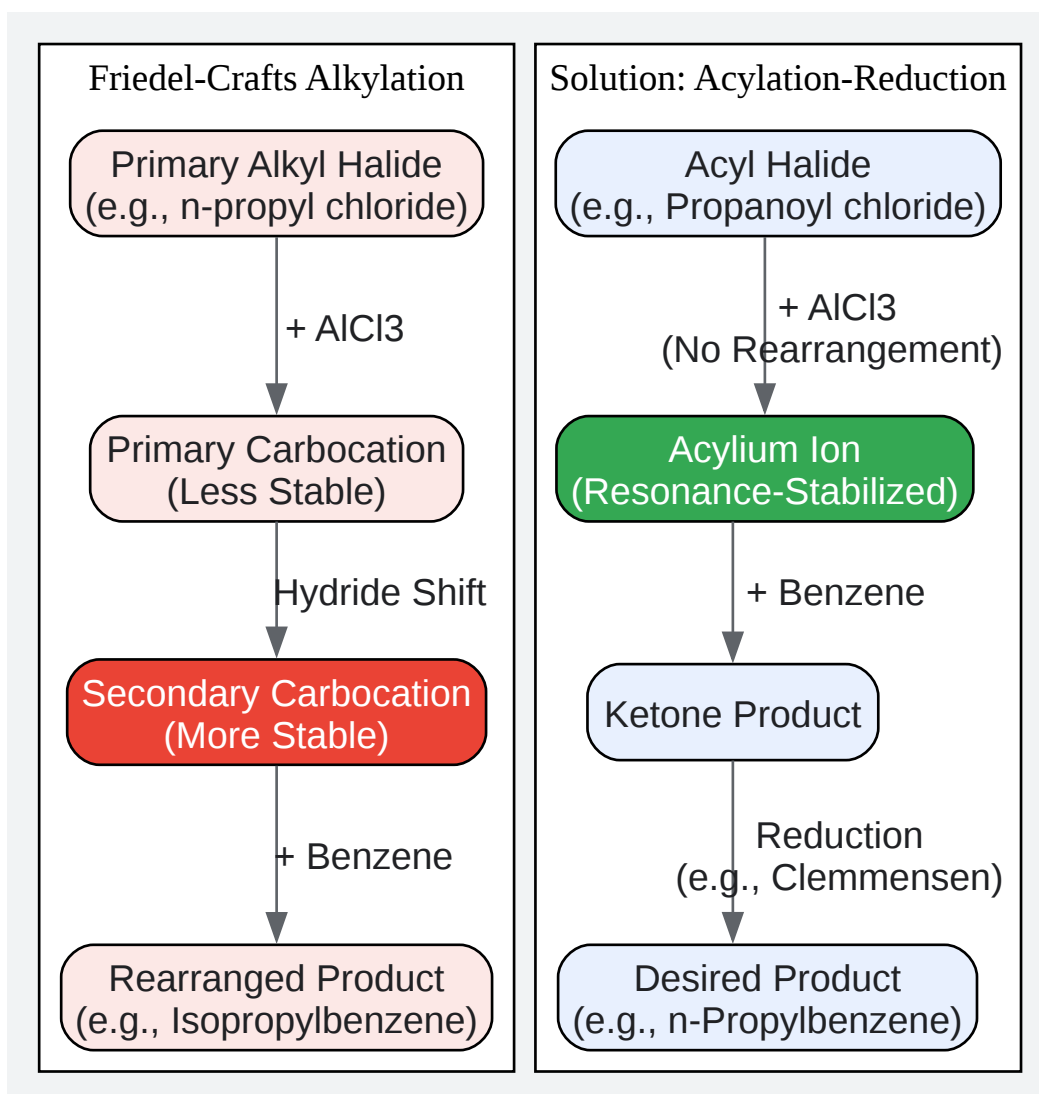 Friedel-Crafts Alkylation
Primary Alkyl Halide
(e.g., n-propyl chloride)
+ AlCl3
Primary Carbocation
(Less Stable)
Hydride Shift
Secondary Carbocation
(More Stable)
+ Benzene
Rearranged Product
(e.g., Isopropylbenzene)
Solution: Acylation-Reduction
Acyl Halide
(e.g., Propanoyl chloride)
+ AlCl3
(No Rearrangement)
Acylium Ion
(Resonance-Stabilized)
+ Benzene
Ketone Product
Reduction
(e.g., Clemmensen)
Desired Product
(e.g., n-Propylbenzene)